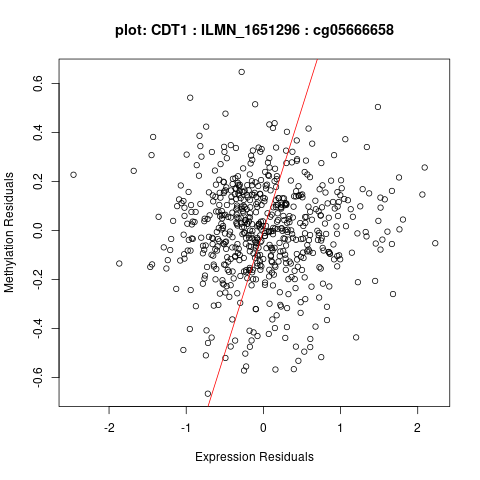 plot: CDT1 : ILMN_1651296 : cg05666658
Methylation Residuals
0.6
0.4
0.2
0.0
-0.2
-0.4
-0.6
-2 -1 0 1 2
Expression Residuals